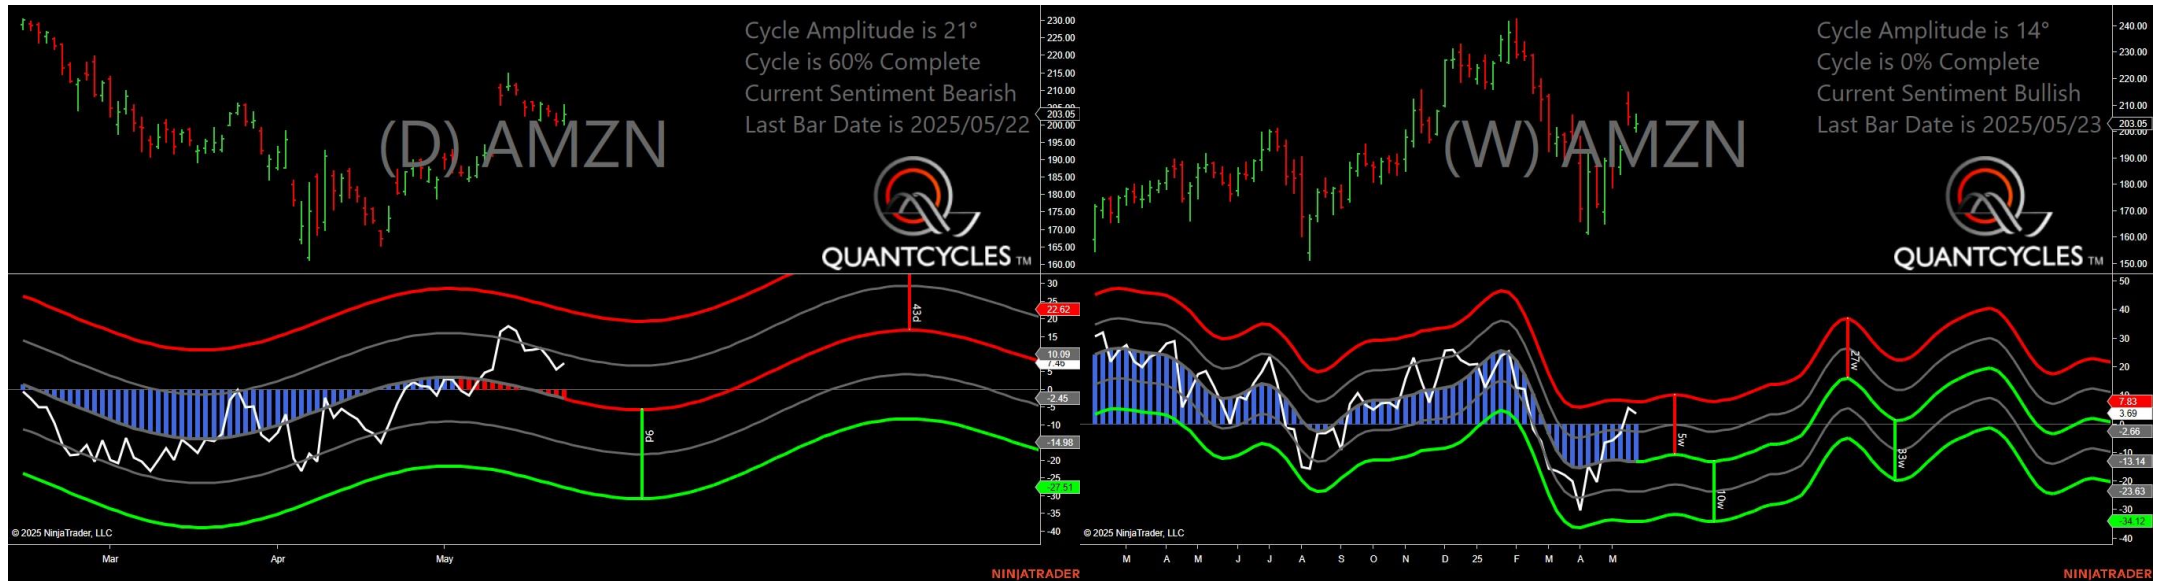 Cycle Amplitude is 21°
Cycle is 60% Complete
Current Sentiment Bearish
Last Bar Date is 2025/05/22
(D) AMZN
QUANTCYCLES TM
230.00
225.00
220.00
215.00
210.00
205.00
203.05
200.00
195.00
190.00
185.00
180.00
175.00
170.00
165.00
160.00
30
25
22.62
20
15
10.09
7.46
5
0
-2.45
-5
-10
-14.98
-20
-25
-27.51
-30
-35
-40
43d
9d
© 2025 NinjaTrader, LLC
Mar
Apr
May
NINJATRADER
Cycle Amplitude is 14°
Cycle is 0% Complete
Current Sentiment Bullish
Last Bar Date is 2025/05/23
(W) AMZN
QUANTCYCLES TM
240.00
230.00
220.00
210.00
203.05
200.00
190.00
180.00
170.00
160.00
150.00
50
40
30
20
7.83
3.69
-2.66
-10
-13.14
-20
-23.63
-30
-34.12
-40
27w
5w
10w
33w
© 2025 NinjaTrader, LLC
M A M J J A S O N D 25 F M A M
NINJATRADER